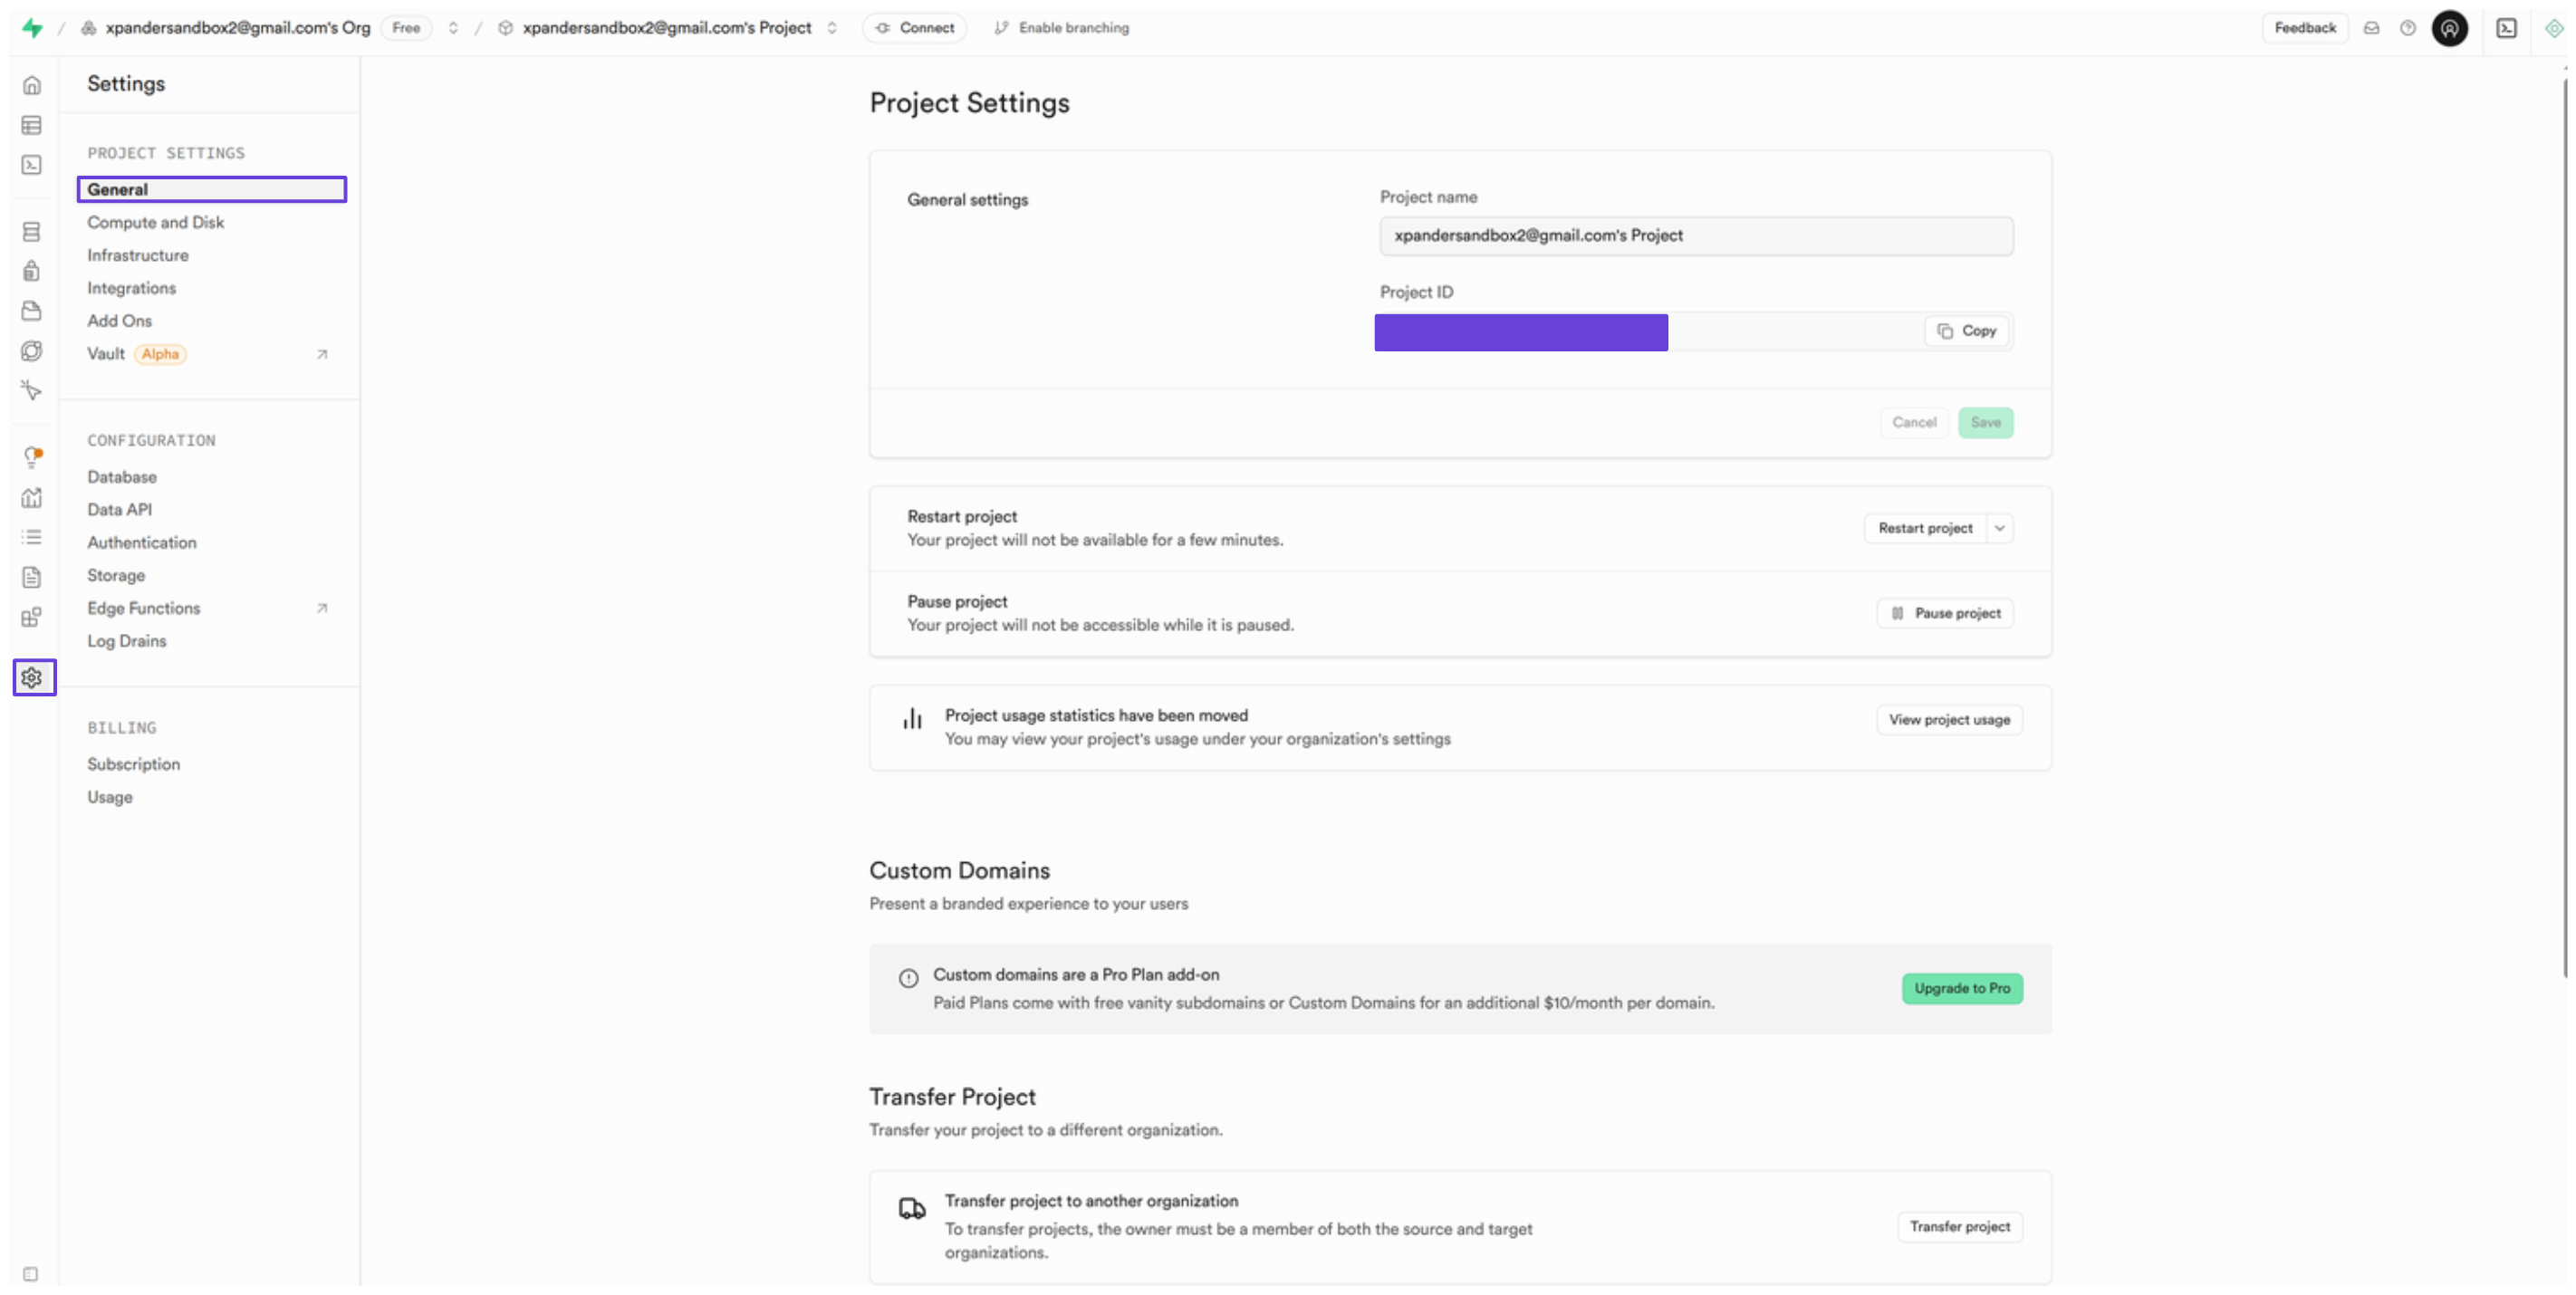 xpandersandbox2@gmail.com's Org Free / xpandersandbox2@gmail.com's Project Connect Enable branching Feedback
Settings
PROJECT SETTINGS
General
Compute and Disk
Infrastructure
Integrations
Add Ons
Vault Alpha
CONFIGURATION
Database
Data API
Authentication
Storage
Edge Functions
Log Drains
BILLING
Subscription
Usage
Project Settings
General settings
Project name
xpandersandbox2@gmail.com's Project
Project ID
Copy
Cancel Save
Restart project
Your project will not be available for a few minutes.
Restart project
Pause project
Your project will not be accessible while it is paused.
Pause project
Project usage statistics have been moved
You may view your project's usage under your organization's settings
View project usage
Custom Domains
Present a branded experience to your users
Custom domains are a Pro Plan add-on
Paid Plans come with free vanity subdomains or Custom Domains for an additional $10/month per domain.
Upgrade to Pro
Transfer Project
Transfer your project to a different organization.
Transfer project to another organization
To transfer projects, the owner must be a member of both the source and target
organizations.
Transfer project